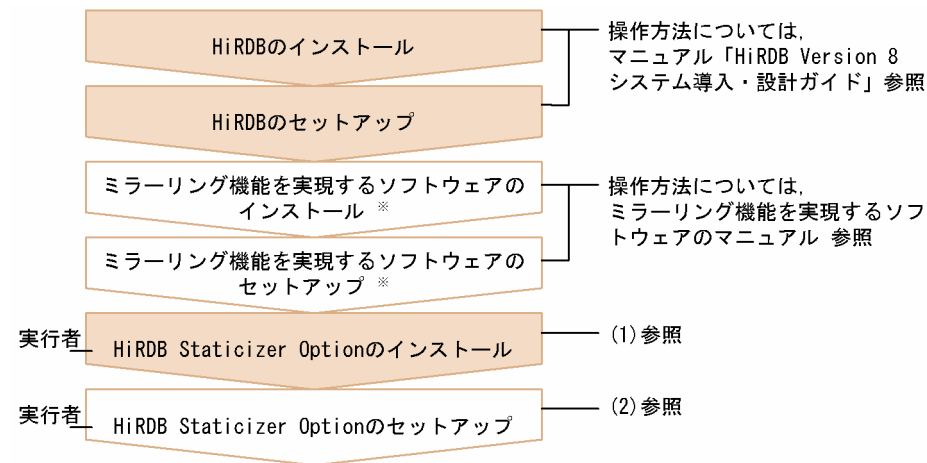 HiRDBのインストール
操作方法については,
マニュアル「HiRDB Version 8
システム導入・設計ガイド」参照
HiRDBのセットアップ
ミラーリング機能を実現するソフトウェアの
インストール ※
操作方法については,
ミラーリング機能を実現するソフ
トウェアのマニュアル 参照
ミラーリング機能を実現するソフトウェアの
セットアップ ※
実行者
HiRDB Staticizer Optionのインストール
(1)参照
実行者
HiRDB Staticizer Optionのセットアップ
(2)参照